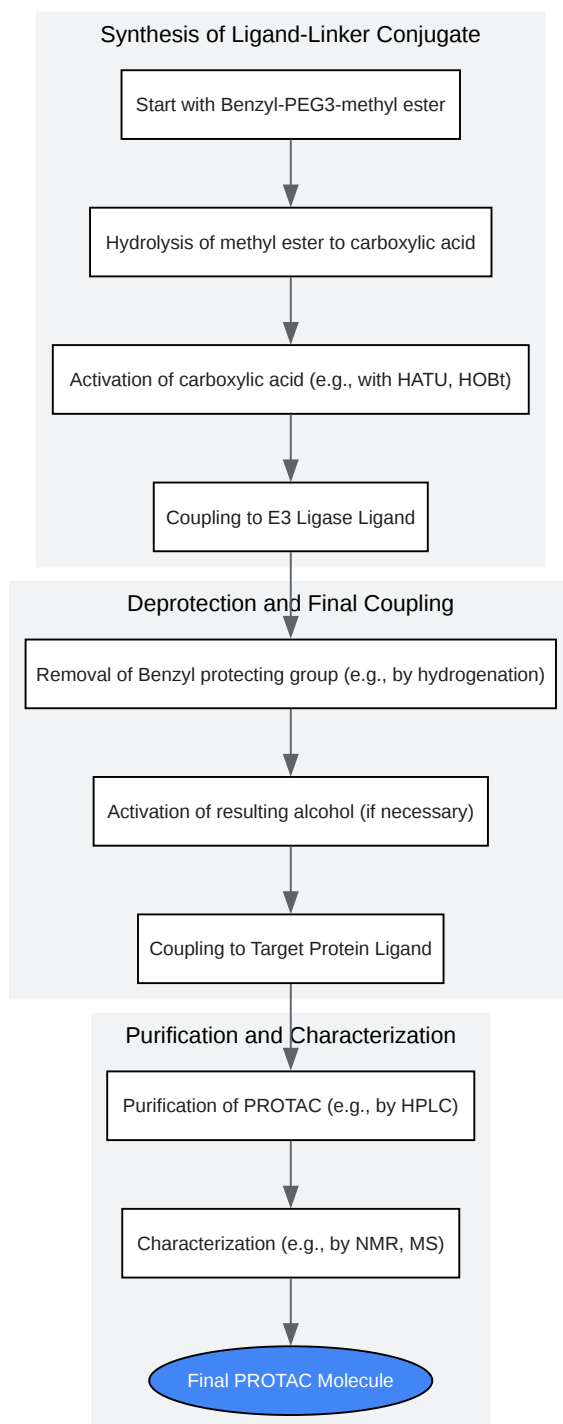 Synthesis of Ligand-Linker Conjugate
Start with Benzyl-PEG3-methyl ester
Hydrolysis of methyl ester to carboxylic acid
Activation of carboxylic acid (e.g., with HATU, HOBt)
Coupling to E3 Ligase Ligand
Deprotection and Final Coupling
Removal of Benzyl protecting group (e.g., by hydrogenation)
Activation of resulting alcohol (if necessary)
Coupling to Target Protein Ligand
Purification and Characterization
Purification of PROTAC (e.g., by HPLC)
Characterization (e.g., by NMR, MS)
Final PROTAC Molecule